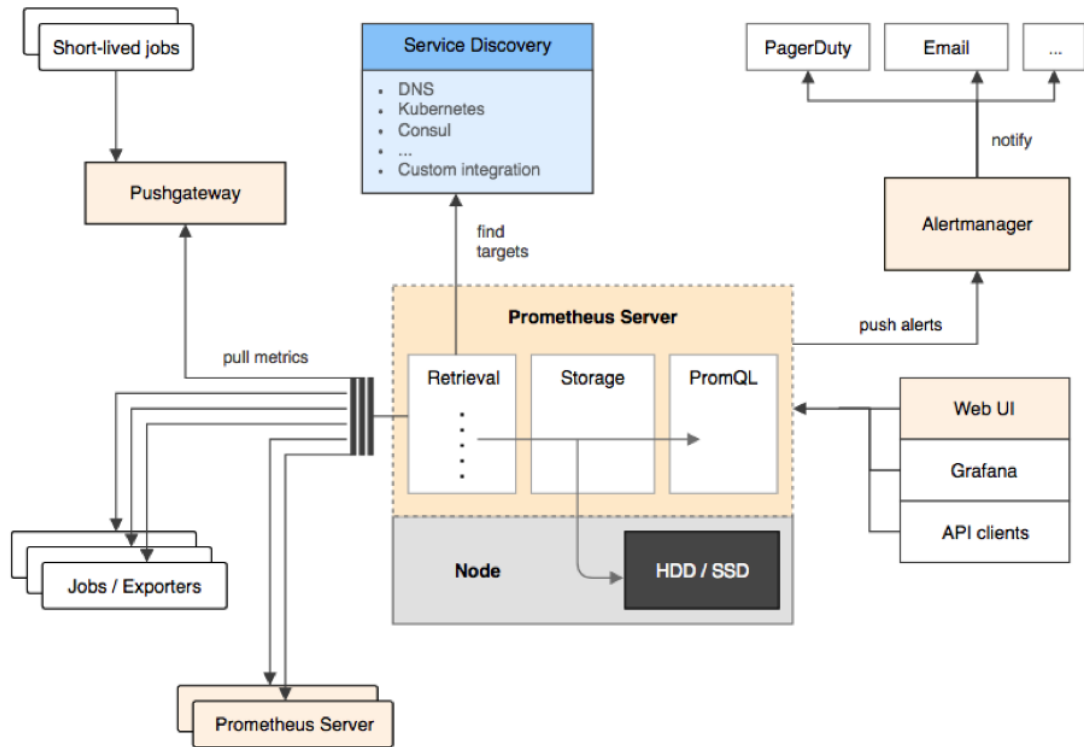 Short-lived jobs
Service Discovery
PagerDuty
Email
...
DNS
Kubernetes
Consul
...
Custom integration
notify
Pushgateway
Alertmanager
find
targets
Prometheus Server
push alerts
pull metrics
Retrieval
Storage
PromQL
Web UI
Grafana
API clients
Node
HDD / SSD
Jobs / Exporters
Prometheus Server